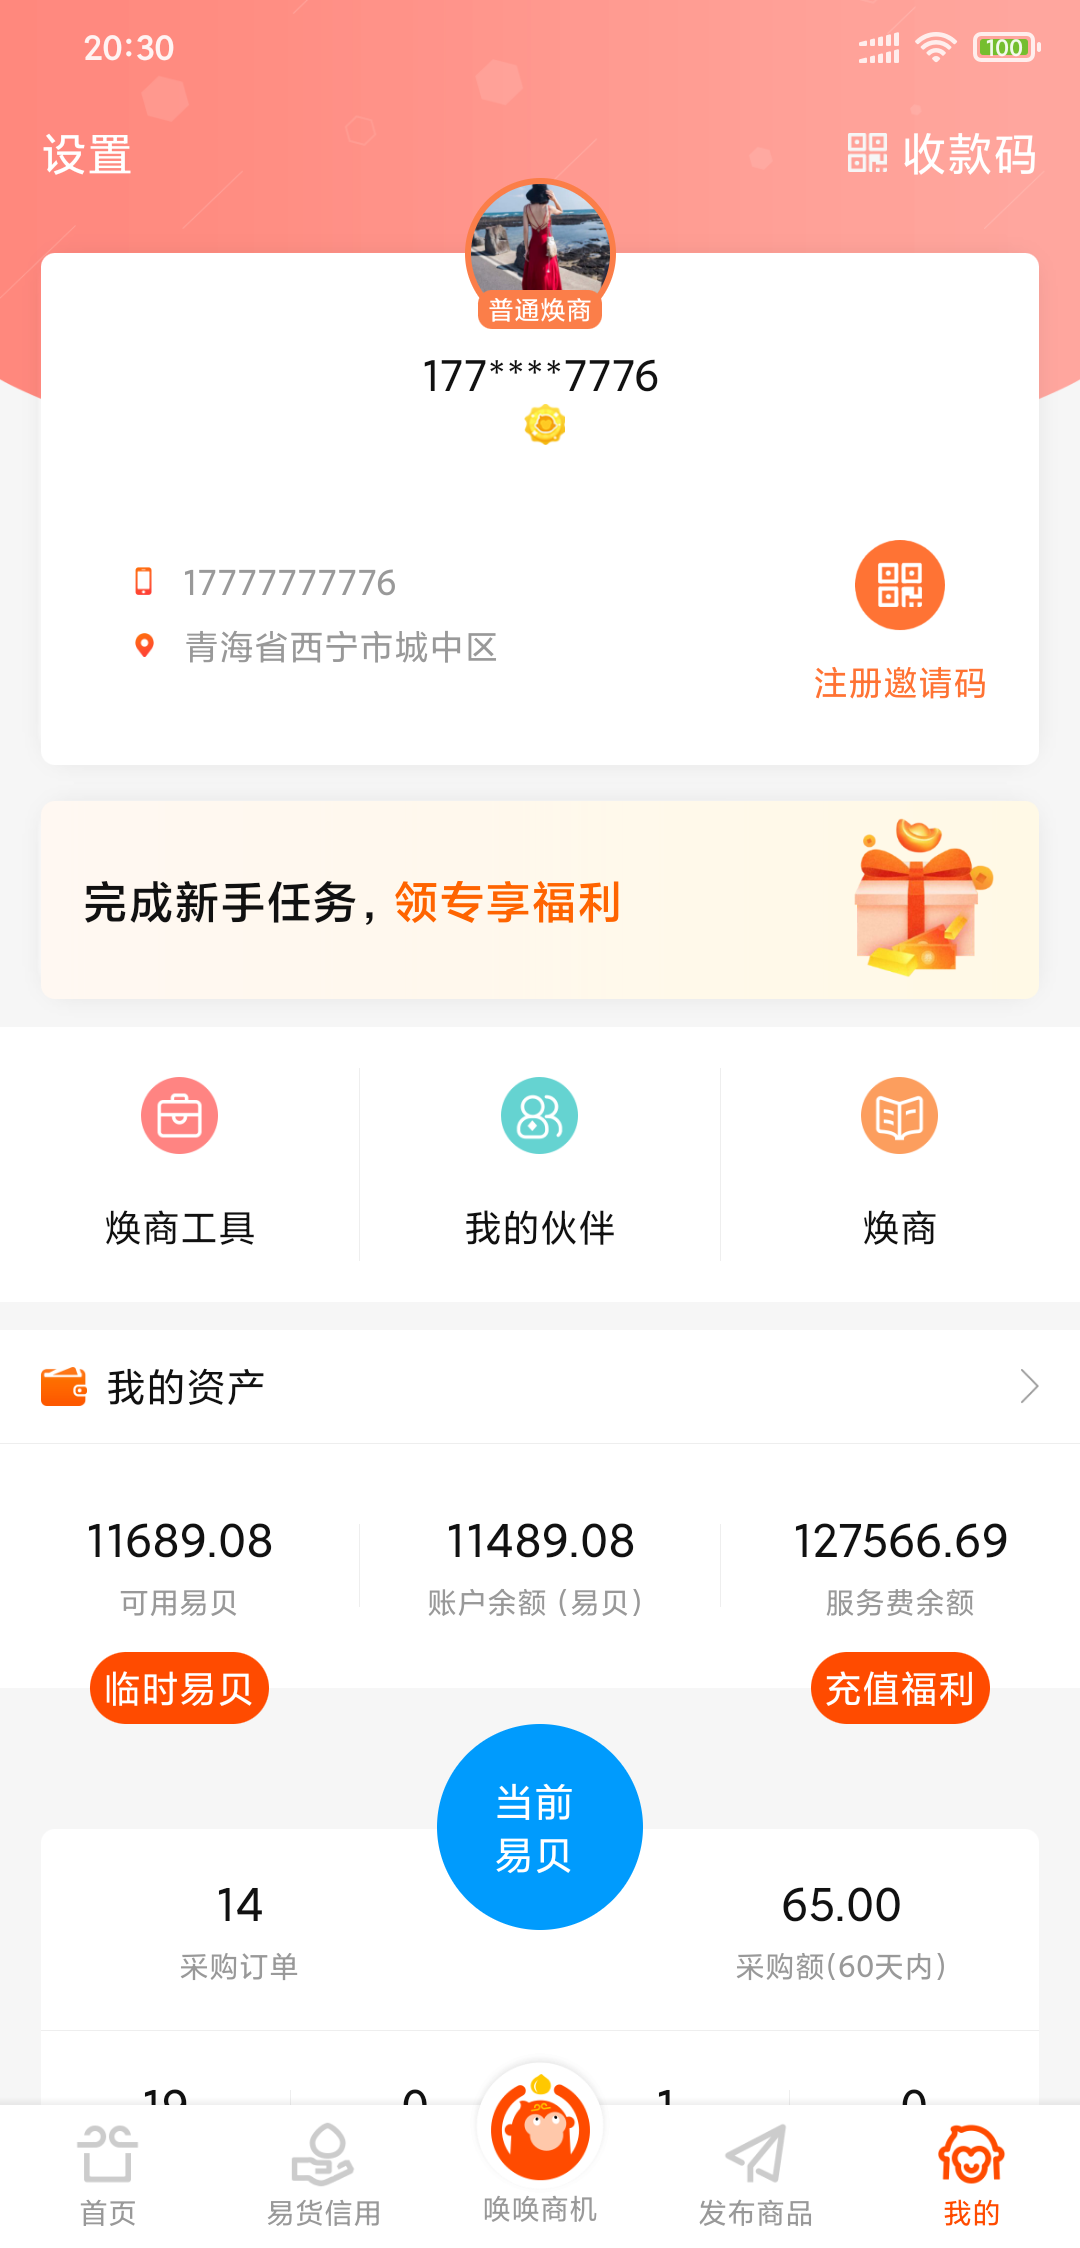 20:30
100
设置
收款码
普通焕商
177****7776
17777777776
青海省西宁市城中区
注册邀请码
完成新手任务，领专享福利
焕商工具
我的伙伴
焕商
我的资产
11689.08
11489.08
127566.69
可用易贝
账户余额 (易贝)
服务费余额
临时易贝
充值福利
当前
易贝
14
65.00
采购订单
采购额(60天内)
19
0
1
0
首页
易货信用
唤唤商机
发布商品
我的